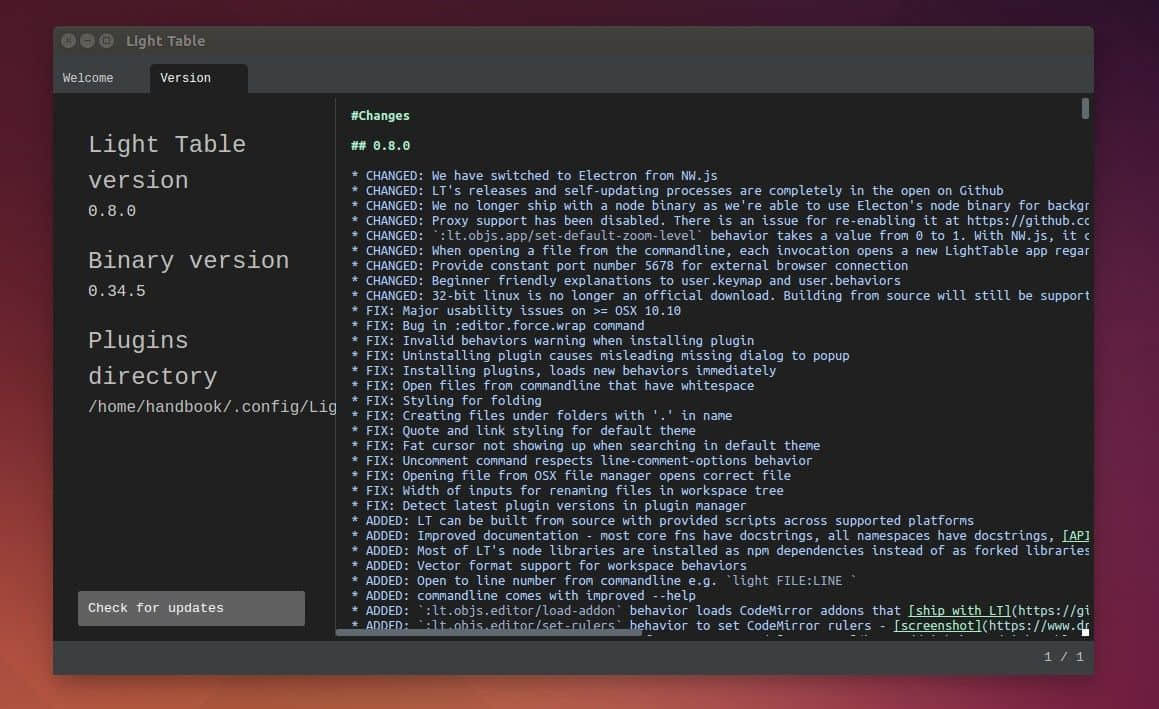 Light Table
Welcome
Version
Light Table
version
0.8.0
Binary version
0.34.5
Plugins
directory
/home/handbook/.config/Lig
Check for updates
#Changes
## 0.8.0
* CHANGED: We have switched to Electron from NW.js
* CHANGED: LT's releases and self-updating processes are completely in the open on Github
* CHANGED: We no longer ship with a node binary as we're able to use Electon's node binary for backgr
* CHANGED: Proxy support has been disabled. There is an issue for re-enabling it at https://github.co
* CHANGED: `:lt.objs.app/set-default-zoom-level` behavior takes a value from 0 to 1. With NW.js, it c
* CHANGED: When opening a file from the commandline, each invocation opens a new LightTable app regar
* CHANGED: Provide constant port number 5678 for external browser connection
* CHANGED: Beginner friendly explanations to user.keymap and user.behaviors
* CHANGED: 32-bit linux is no longer an official download. Building from source will still be support
* FIX: Major usability issues on >= OSX 10.10
* FIX: Bug in :editor.force.wrap command
* FIX: Invalid behaviors warning when installing plugin
* FIX: Uninstalling plugin causes misleading missing dialog to popup
* FIX: Installing plugins, loads new behaviors immediately
* FIX: Open files from commandline that have whitespace
* FIX: Styling for folding
* FIX: Creating files under folders with '.' in name
* FIX: Quote and link styling for default theme
* FIX: Fat cursor not showing up when searching in default theme
* FIX: Uncomment command respects line-comment-options behavior
* FIX: Opening file from OSX file manager opens correct file
* FIX: Width of inputs for renaming files in workspace tree
* FIX: Detect latest plugin versions in plugin manager
* ADDED: LT can be built from source with provided scripts across supported platforms
* ADDED: Improved documentation - most core fns have docstrings, all namespaces have docstrings, [API
* ADDED: Most of LT's node libraries are installed as npm dependencies instead of as forked libraries
* ADDED: Vector format support for workspace behaviors
* ADDED: Open to line number from commandline e.g. `light FILE:LINE `
* ADDED: commandline comes with improved --help
* ADDED: `:lt.objs.editor/load-addon` behavior loads CodeMirror addons that [ship with LT](https://gi
* ADDED: `:lt.objs.editor/set-rulers` behavior to set CodeMirror rulers - [screenshot](https://www.dr
1 / 1